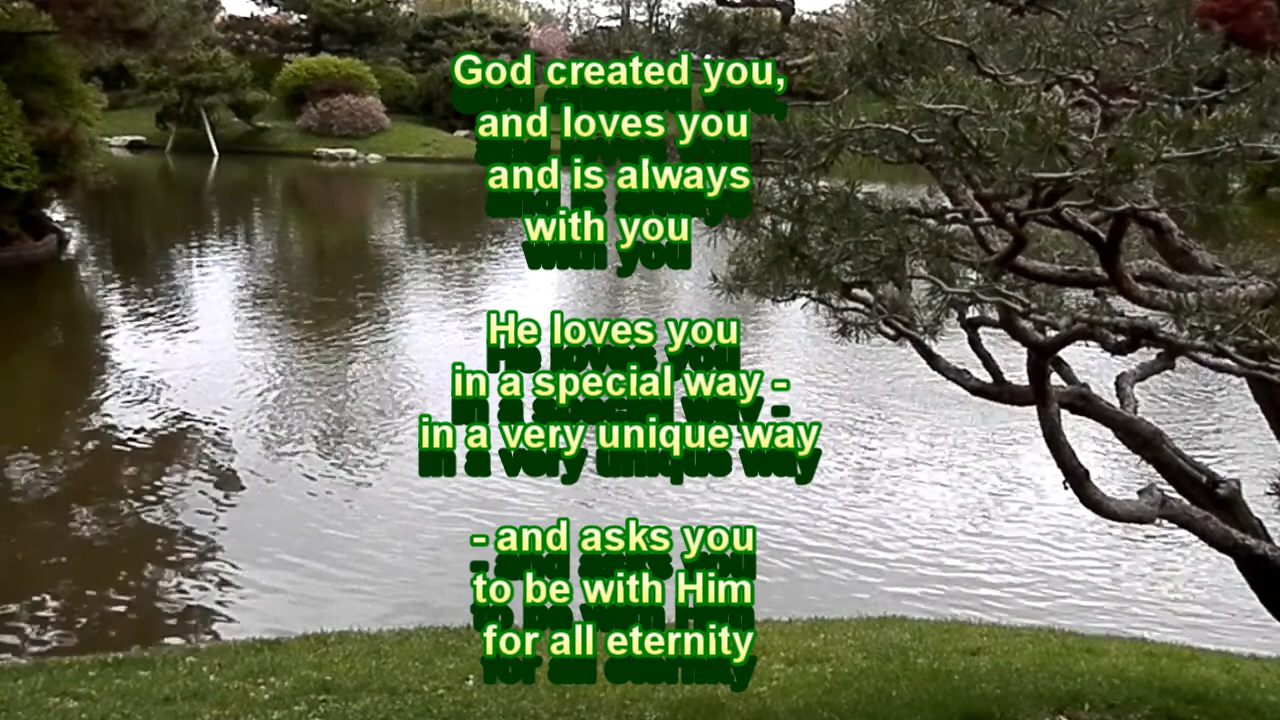 God created you,
and loves you
and is always
with you
He loves you
in a special way -
in a very unique way
- and asks you
to be with Him
for all eternity